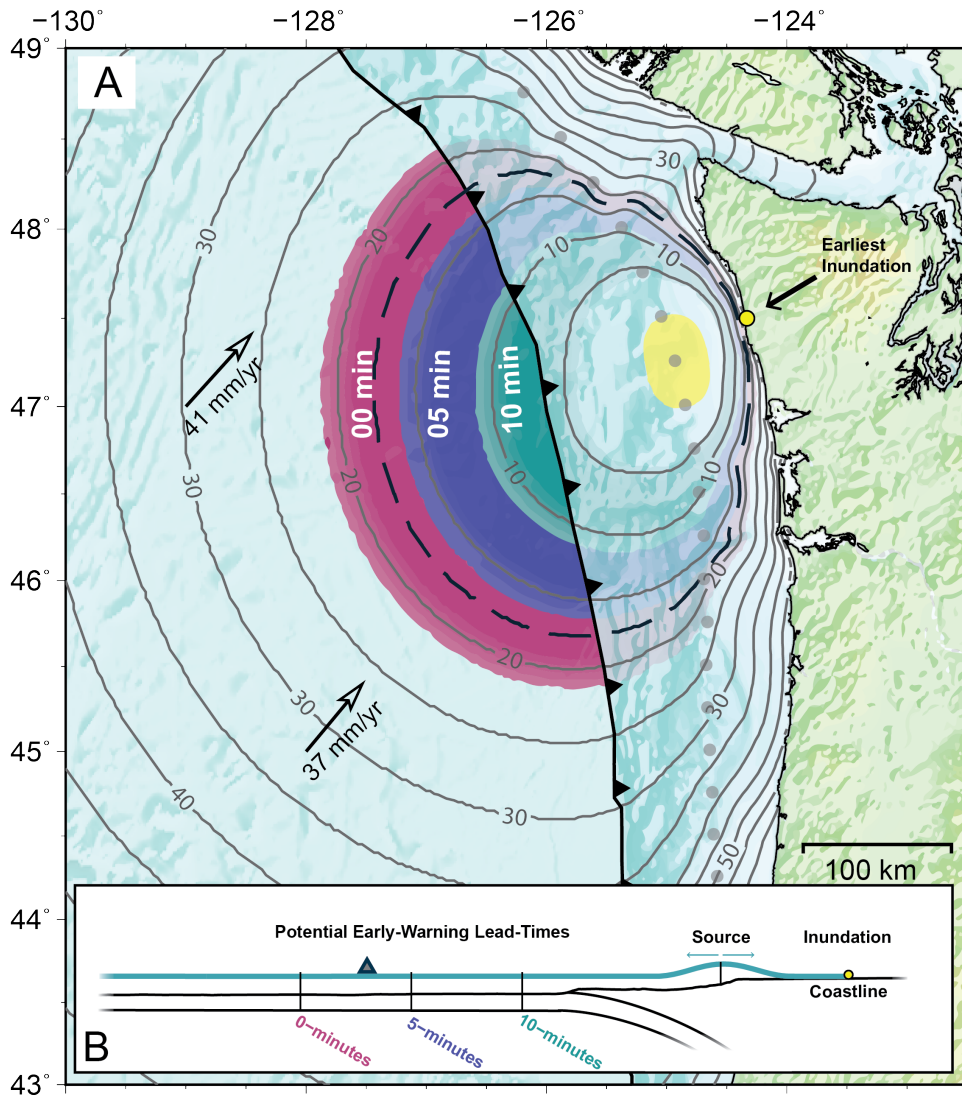 −130°
−128°
−126°
−124°
49°
A
30
48°
30
20
10
10
Earliest
Inundation
41 mm/yr
00 min
05 min
10 min
47°
30
20
10
10
46°
20
20
30
30
37 mm/yr
45°
40
30
50
100 km
44°
Potential Early-Warning Lead-Times
Source
Inundation
Coastline
0−minutes
5−minutes
10−minutes
B
43°